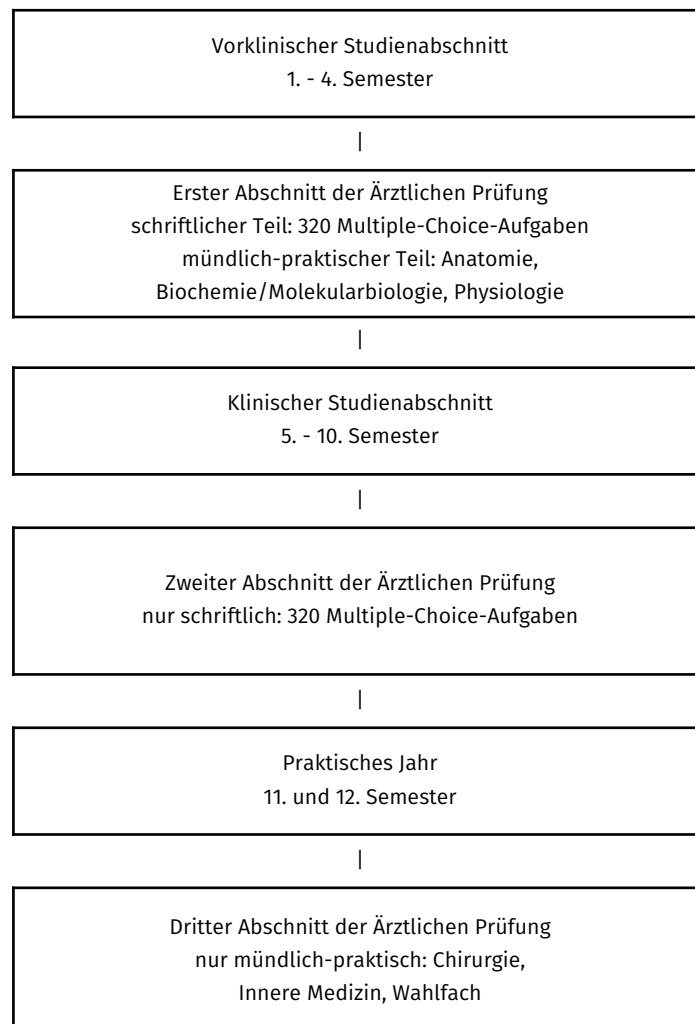 Vorklinischer Studienabschnitt
1. - 4. Semester
Erster Abschnitt der Ärztlichen Prüfung
schriftlicher Teil: 320 Multiple-Choice-Aufgaben
mündlich-praktischer Teil: Anatomie,
Biochemie/Molekularbiologie, Physiologie
Klinischer Studienabschnitt
5. - 10. Semester
Zweiter Abschnitt der Ärztlichen Prüfung
nur schriftlich: 320 Multiple-Choice-Aufgaben
Praktisches Jahr
11. und 12. Semester
Dritter Abschnitt der Ärztlichen Prüfung
nur mündlich-praktisch: Chirurgie,
Innere Medizin, Wahlfach